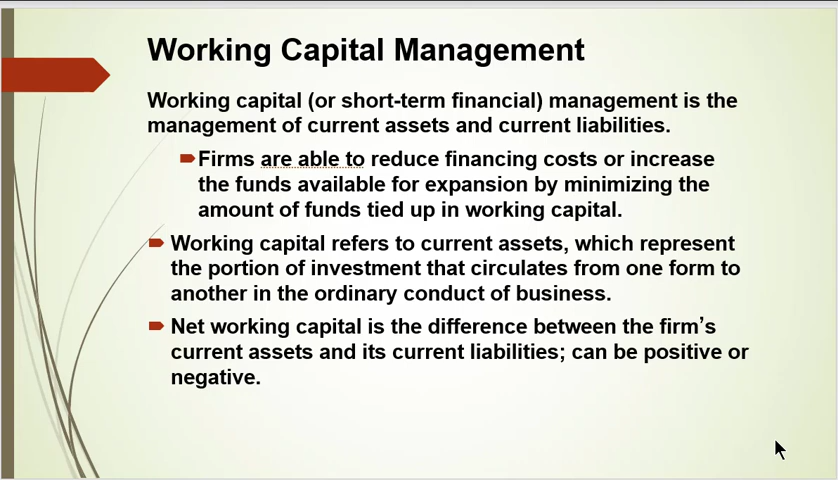 Working Capital Management
Working capital (or short-term financial) management is the
management of current assets and current liabilities.
Firms are able to reduce financing costs or increase
the funds available for expansion by minimizing the
amount of funds tied up in working capital.
Working capital refers to current assets, which represent
the portion of investment that circulates from one form to
another in the ordinary conduct of business.
Net working capital is the difference between the firm’s
current assets and its current liabilities; can be positive or
negative.